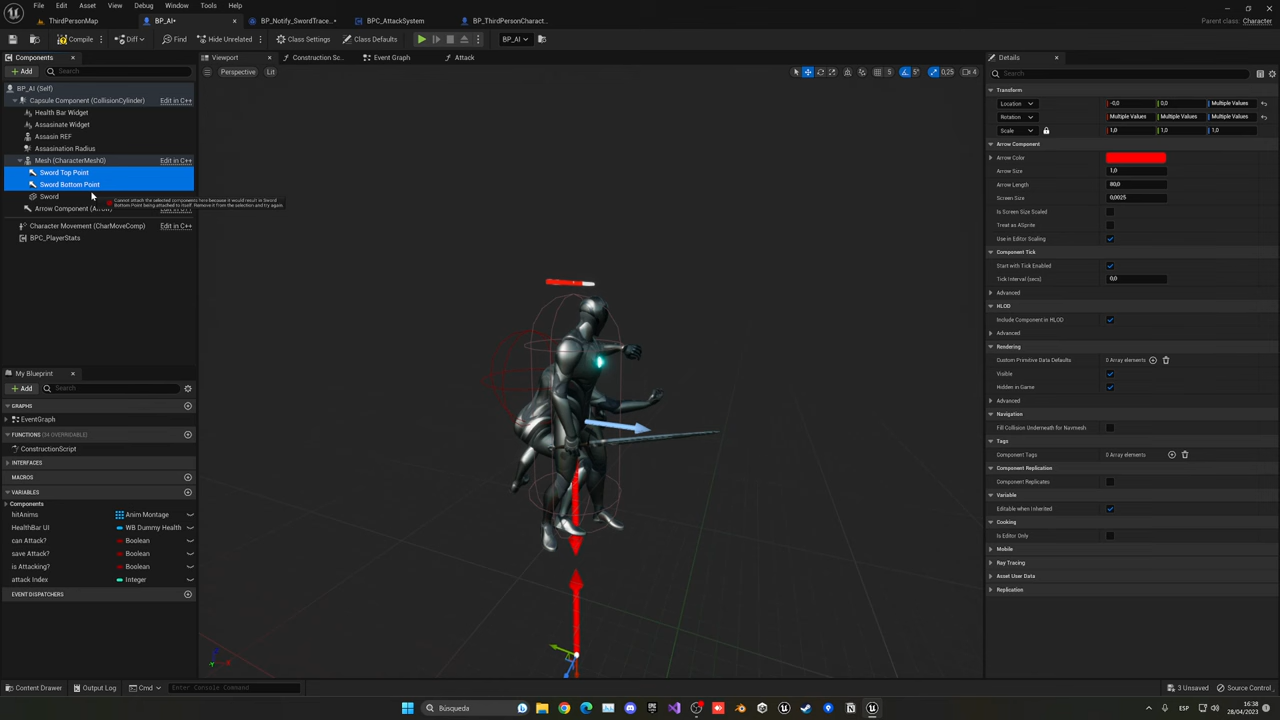 File Edit Asset View Debug Window Tools Help
Parent class: Character
ThirdPersonMap
BP_AI*
BP_Notify_SwordTrace...*
BPC_AttackSystem
BP_ThirdPersonCharact...
Compile Diff Find Hide Unrelated Class Settings Class Defaults BP_AI
Components
Add Search
BP_AI (Self)
Capsule Component (CollisionCylinder) Edit in C++
Health Bar Widget
Assasinate Widget
Assasin REF
Assasination Radius
Mesh (CharacterMesh0) Edit in C++
Sword Top Point
Sword Bottom Point
Sword
Cannot attach the selected components here because it would result in Sword
Bottom Point being attached to itself. Remove it from the selection and try again.
Arrow Component (Arrow) Edit in C++
Character Movement (CharMoveComp) Edit in C++
BPC_PlayerStats
My Blueprint
Add Search
GRAPHS
EventGraph
FUNCTIONS (34 OVERRIDABLE)
ConstructionScript
INTERFACES
MACROS
VARIABLES
Components
hitAnims Anim Montage
HealthBar UI WB Dummy Health
can Attack? Boolean
save Attack? Boolean
is Attacking? Boolean
attack Index Integer
EVENT DISPATCHERS
Viewport Construction Sc... Event Graph Attack
Perspective Lit 5 5° 0,25 4
Details
Search
Transform
Location -0,0 0,0 Multiple Values
Rotation Multiple Values Multiple Values Multiple Values
Scale 1,0 1,0 1,0
Arrow Component
Arrow Color
Arrow Size 1,0
Arrow Length 80,0
Screen Size 0,0025
Is Screen Size Scaled
Treat as ASprite
Use in Editor Scaling
Component Tick
Start with Tick Enabled
Tick Interval (secs) 0,0
Advanced
HLOD
Include Component in HLOD
Advanced
Rendering
Custom Primitive Data Defaults 0 Array elements
Visible
Hidden in Game
Advanced
Navigation
Fill Collision Underneath for Navmesh
Tags
Component Tags 0 Array elements
Component Replication
Component Replicates
Variable
Editable when Inherited
Cooking
Is Editor Only
Mobile
Ray Tracing
Asset User Data
Replication
Content Drawer Output Log Cmd Enter Console Command 3 Unsaved Source Control
Búsqueda
ESP
16:38
28/04/2023